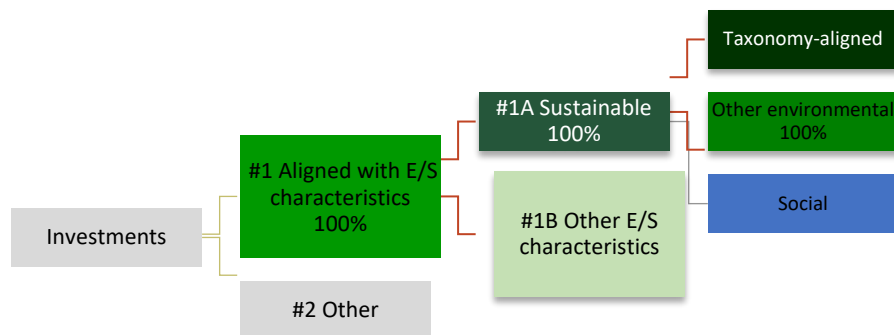 Taxonomy-aligned
#1A Sustainable
100%
Other environmental
100%
#1 Aligned with E/S
characteristics
100%
#1B Other E/S
characteristics
Social
Investments
#2 Other